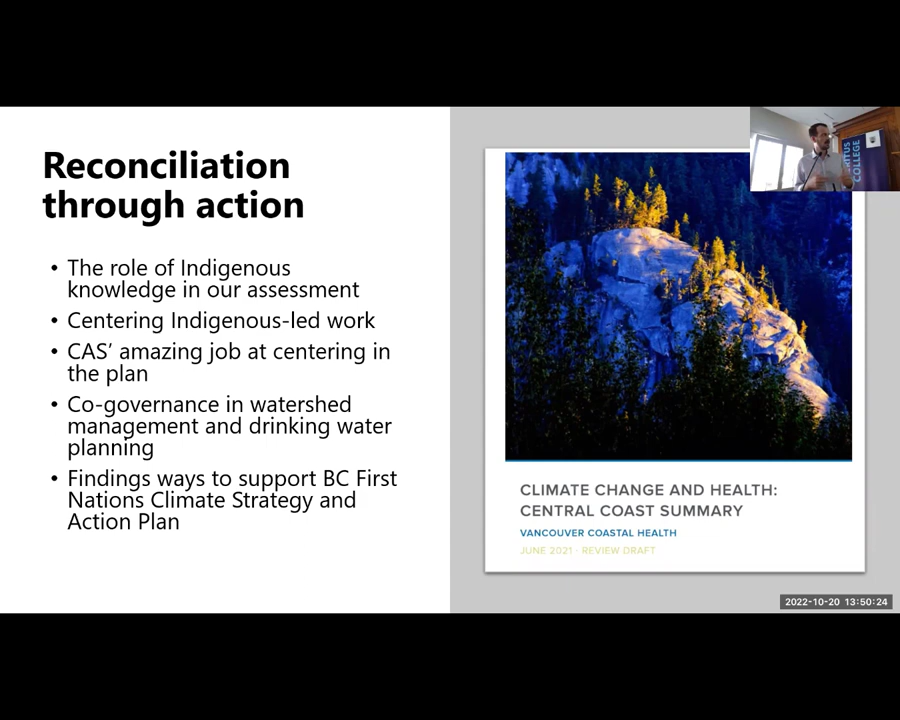 Reconciliation
through action
• The role of Indigenous
knowledge in our assessment
• Centering Indigenous-led work
• CAS’ amazing job at centering in
the plan
• Co-governance in watershed
management and drinking water
planning
• Findings ways to support BC First
Nations Climate Strategy and
Action Plan
COLLEGE
CLIMATE CHANGE AND HEALTH:
CENTRAL COAST SUMMARY
VANCOUVER COASTAL HEALTH
JUNE 2021 · REVIEW DRAFT
2022-10-20 13:50:24